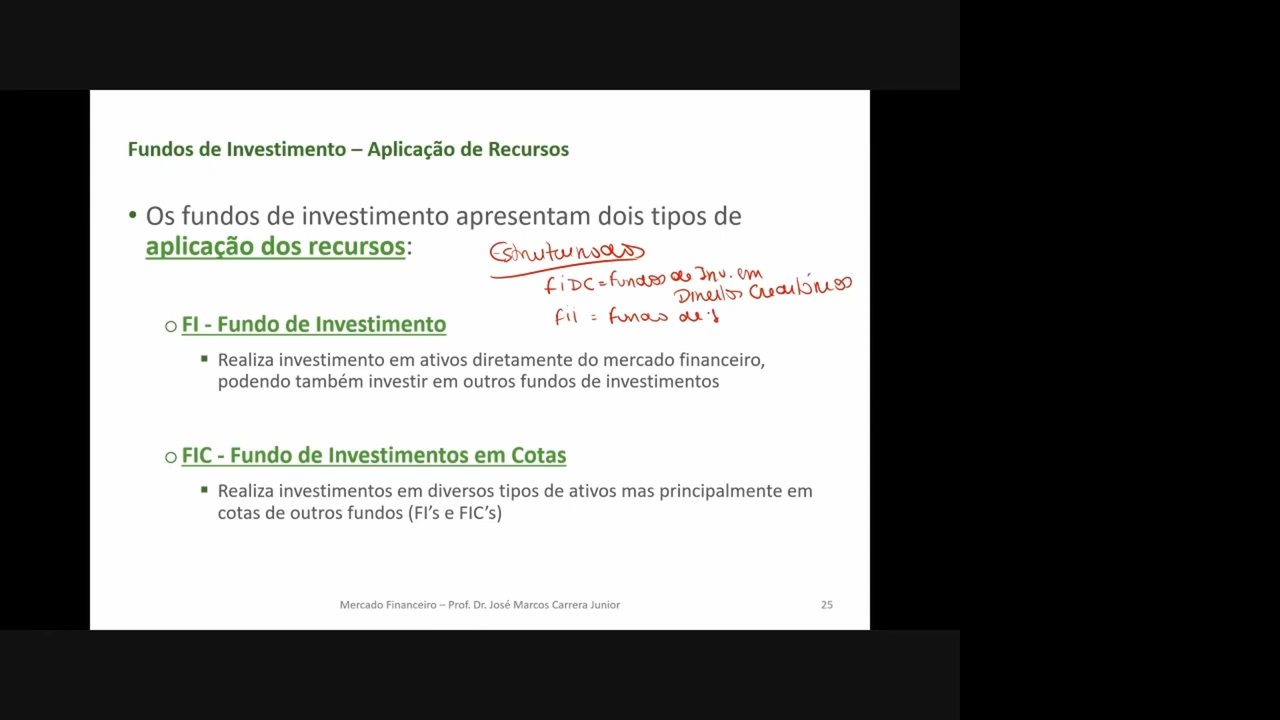 Fundos de Investimento – Aplicação de Recursos
• Os fundos de investimento apresentam dois tipos de
aplicação dos recursos:
Estruturados
FIDC = Fundos de Inv. em
Direitos Creditórios
FII = Fundo de
o FI - Fundo de Investimento
▪ Realiza investimento em ativos diretamente do mercado financeiro,
podendo também investir em outros fundos de investimentos
o FIC - Fundo de Investimentos em Cotas
▪ Realiza investimentos em diversos tipos de ativos mas principalmente em
cotas de outros fundos (FI's e FIC's)
Mercado Financeiro – Prof. Dr. José Marcos Carrera Junior
25